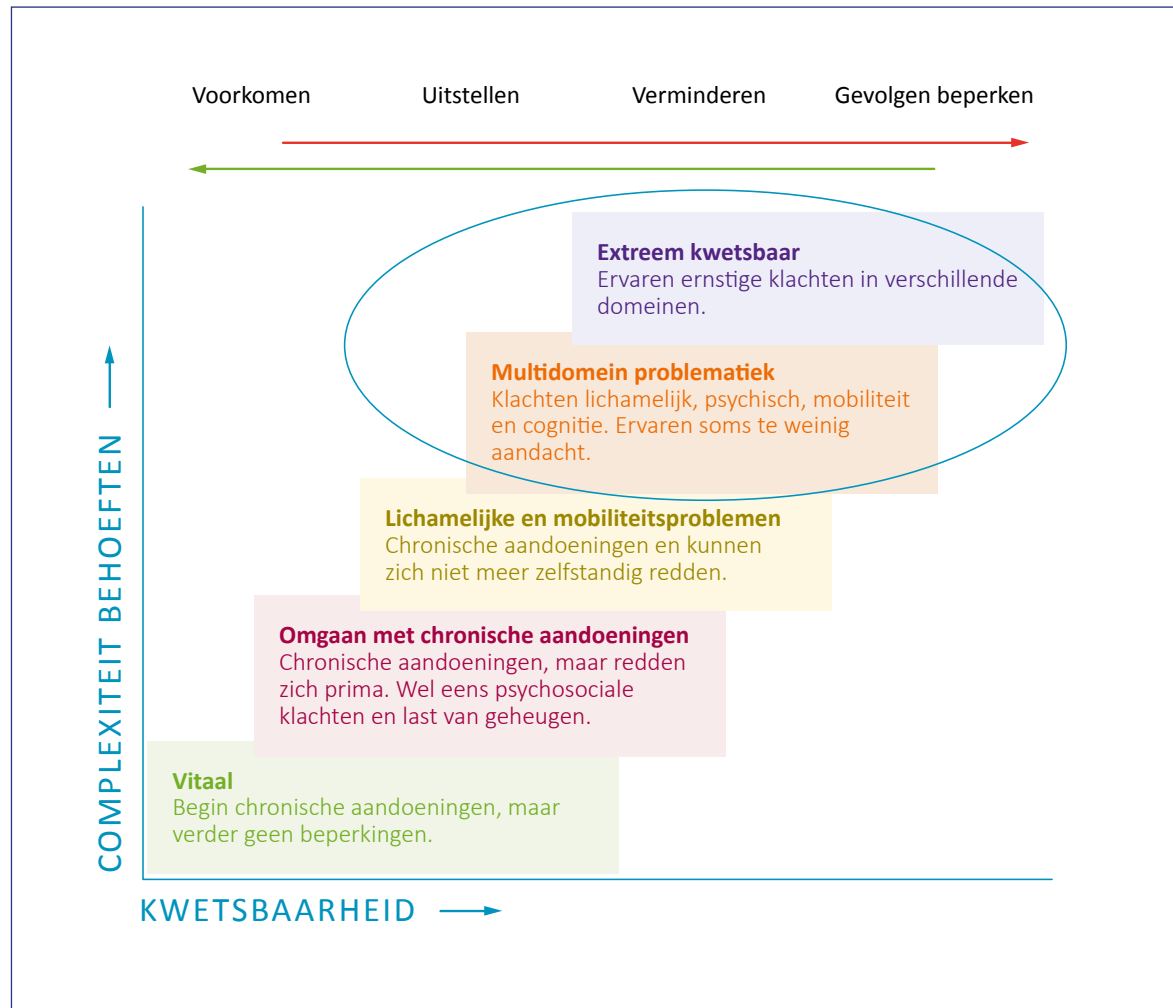 Voorkomen Uitstellen Verminderen Gevolgen beperken
Extreem kwetsbaar
Ervaren ernstige klachten in verschillende
domeinen.
Multidomein problematiek
Klachten lichamelijk, psychisch, mobiliteit
en cognitie. Ervaren soms te weinig
aandacht.
Lichamelijke en mobiliteitsproblemen
Chronische aandoeningen en kunnen
zich niet meer zelfstandig redden.
Omgaan met chronische aandoeningen
Chronische aandoeningen, maar redden
zich prima. Wel eens psychosociale
klachten en last van geheugen.
Vitaal
Begin chronische aandoeningen, maar
verder geen beperkingen.
COMPLEXITEIT BEHOEFTEN
KWETSBAARHEID